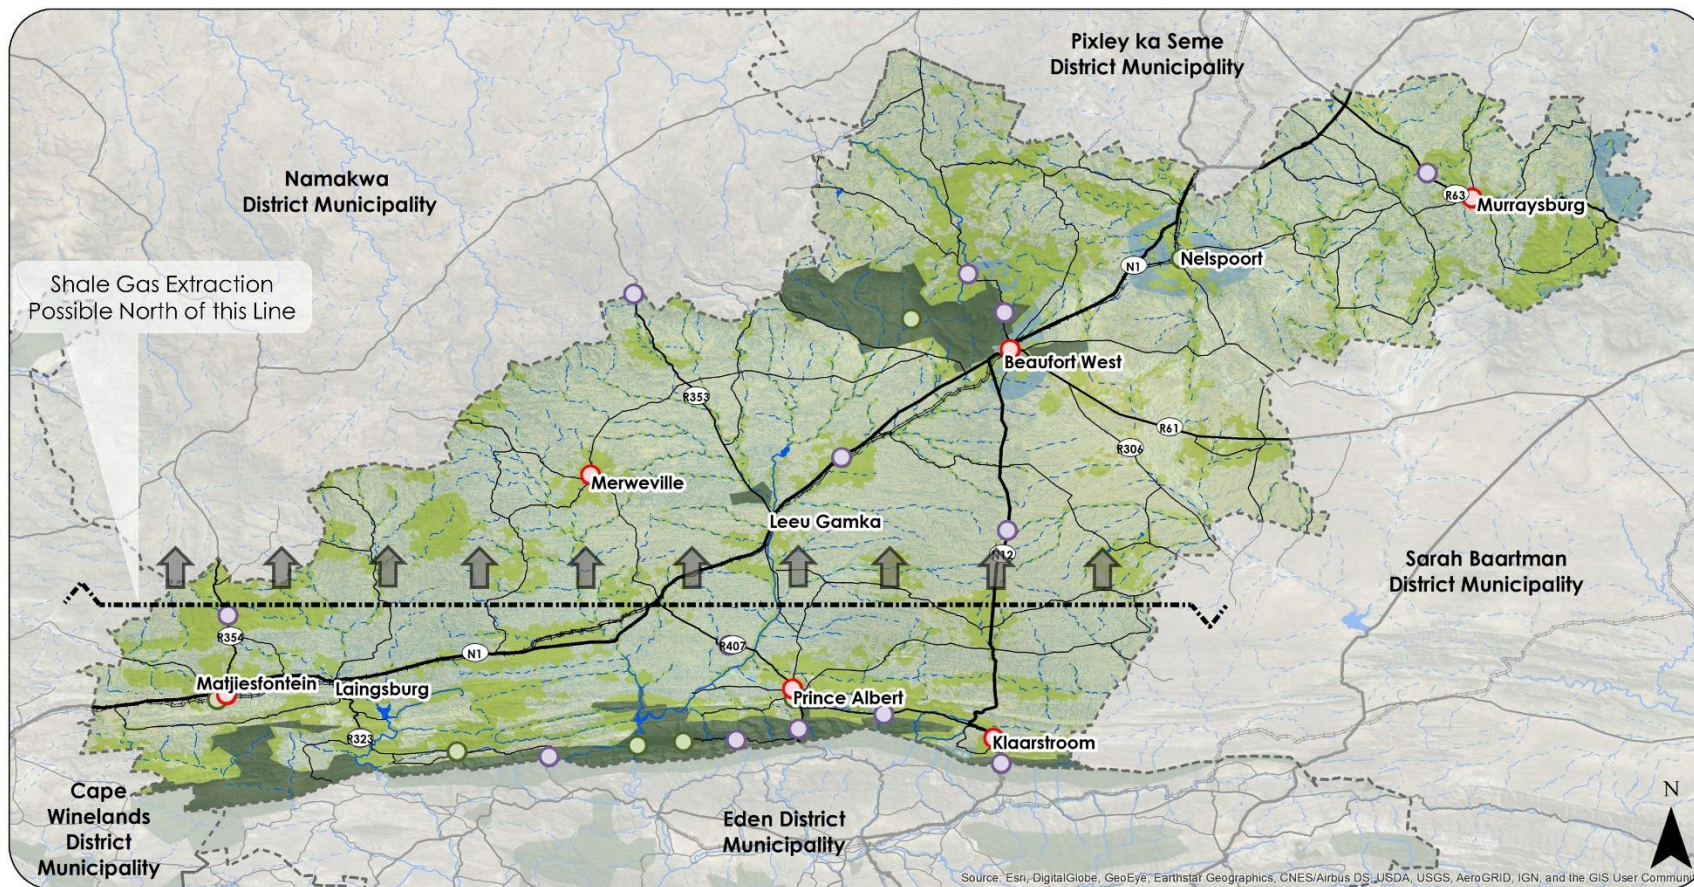 Pixley ka Seme
District Municipality
Namakwa
District Municipality
R63
Murraysburg
Nelspoort
N1
Shale Gas Extraction
Possible North of this Line
Beaufort West
R353
R61
R306
Merweville
Leeu Gamka
N12
Sarah Baartman
District Municipality
R354
R407
N1
Matjiesfontein
Laingsburg
Prince Albert
R323
Klaarstroom
Cape
Winelands
District
Municipality
Eden District
Municipality
N
Source: Esri, DigitalGlobe, GeoEye, Earthstar Geographics, CNES/Airbus DS, USDA, USGS, AeroGRID, IGN, and the GIS User Communi